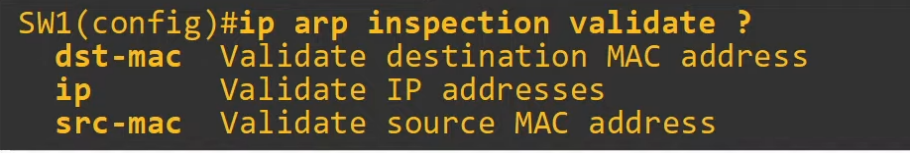 SW1(config)#ip arp inspection validate ?
dst-mac Validate destination MAC address
ip Validate IP addresses
src-mac Validate source MAC address